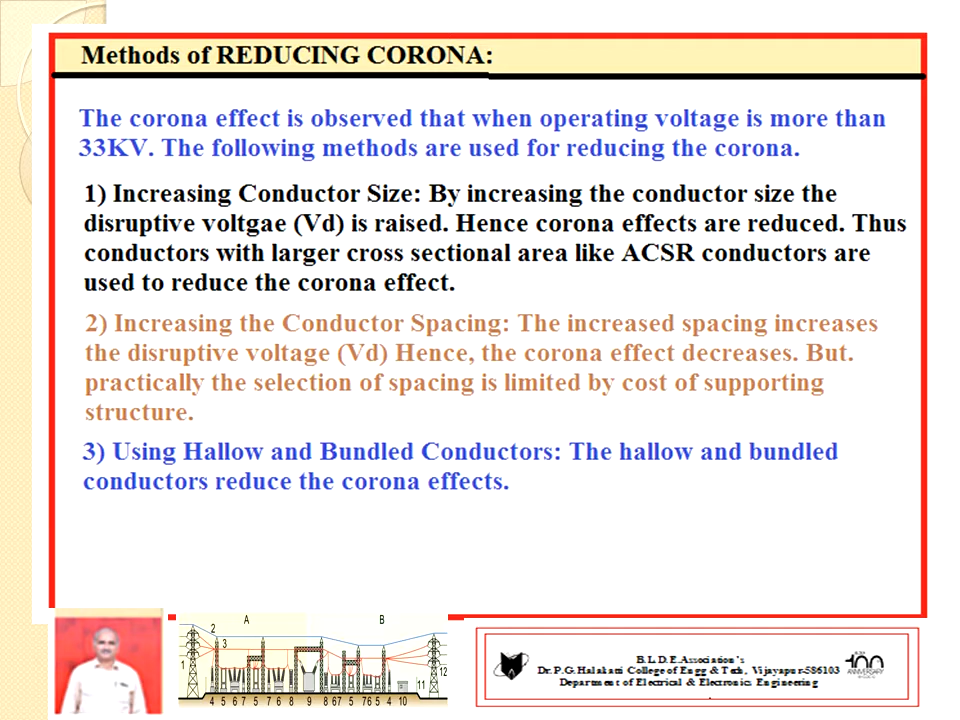 Methods of REDUCING CORONA:
The corona effect is observed that when operating voltage is more than
33KV. The following methods are used for reducing the corona.
1) Increasing Conductor Size: By increasing the conductor size the
disruptive voltgae (Vd) is raised. Hence corona effects are reduced. Thus
conductors with larger cross sectional area like ACSR conductors are
used to reduce the corona effect.
2) Increasing the Conductor Spacing: The increased spacing increases
the disruptive voltage (Vd) Hence, the corona effect decreases. But.
practically the selection of spacing is limited by cost of supporting
structure.
3) Using Hallow and Bundled Conductors: The hallow and bundled
conductors reduce the corona effects.
A B
2
3
1
12
11
4 5 6 7 5 7 6 8 9 8 6 7 5 7 6 5 4 10
B.L.D.E.Association's
Dr.P.G.Halakatti College of Engg & Tech, Vijayapur-586103
Department of Electrical & Electronics Engineering
100
ANNIVERSARY